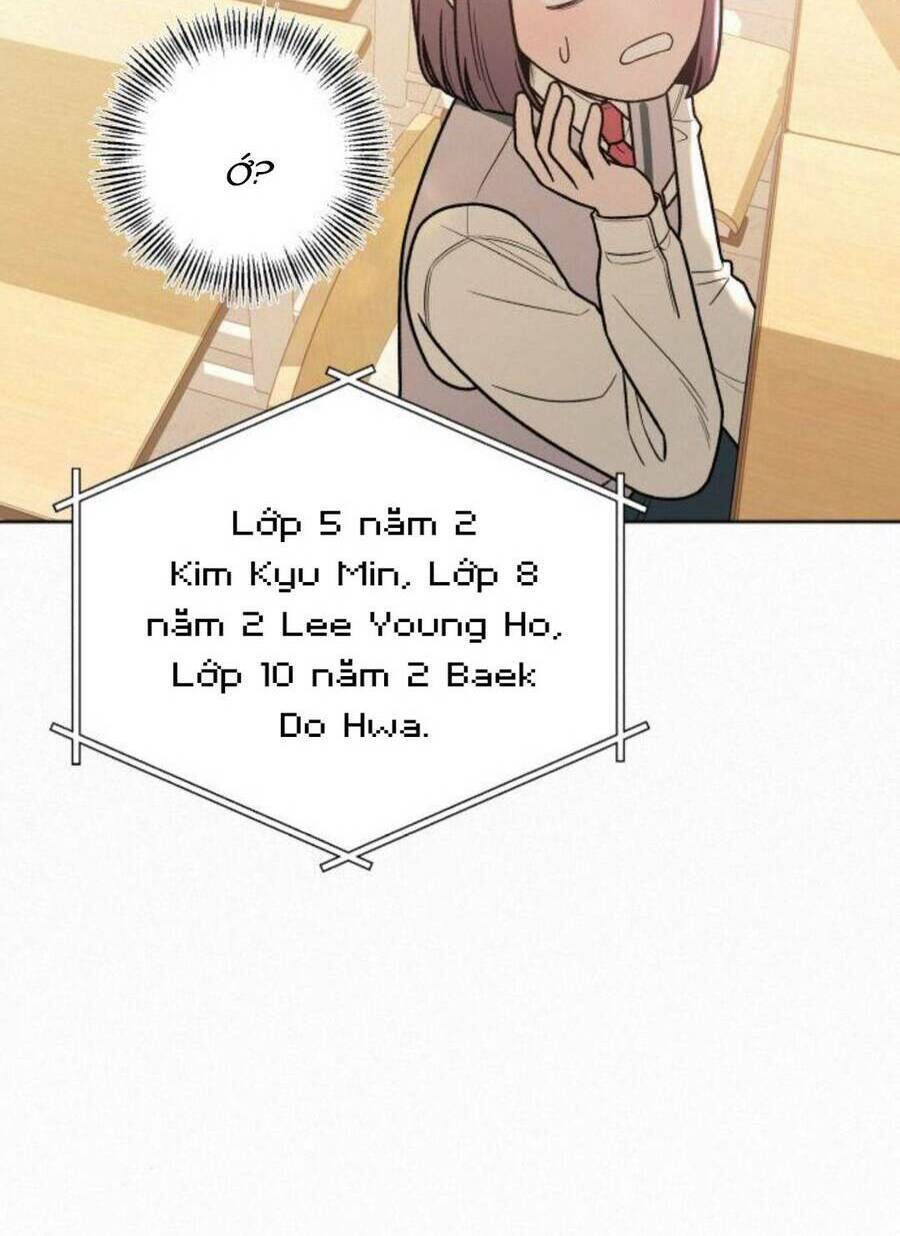 Ớ?
Lớp 5 năm 2
Kim Kyu Min, Lớp 8
năm 2 Lee Young Ho,
Lớp 10 năm 2 Baek
Do Hwa.